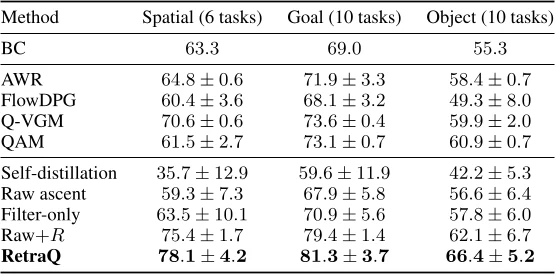 Method Spatial (6 tasks) Goal (10 tasks) Object (10 tasks)
BC 63.3 69.0 55.3
AWR 64.8 ± 0.6 71.9 ± 3.3 58.4 ± 0.7
FlowDPG 60.4 ± 3.6 68.1 ± 3.2 49.3 ± 8.0
Q-VGM 70.6 ± 0.6 73.6 ± 0.4 59.9 ± 2.0
QAM 61.5 ± 2.7 73.1 ± 0.7 60.9 ± 0.7
Self-distillation 35.7 ± 12.9 59.6 ± 11.9 42.2 ± 5.3
Raw ascent 59.3 ± 7.3 67.9 ± 5.8 56.6 ± 6.4
Filter-only 63.5 ± 10.1 70.9 ± 5.6 57.8 ± 6.0
Raw+R 75.4 ± 1.7 79.4 ± 1.4 62.1 ± 6.7
RetraQ 78.1 ± 4.2 81.3 ± 3.7 66.4 ± 5.2